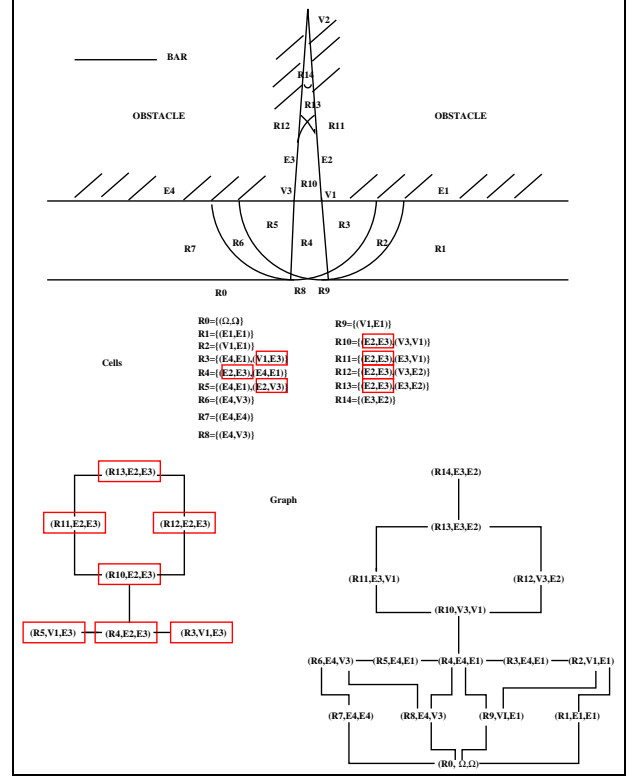 V2
BAR
R14
R13
OBSTACLE
OBSTACLE
R12
R11
E3
E2
E4
V3
R10
V1
E1
R5
R3
R7
R6
R4
R2
R1
R0
R8
R9
R0={(Ω,Ω)}
R1={(E1,E1)}
R2={(V1,E1)}
R3={(E4,E1),(V1,E3)}
R4={(E2,E3),(E4,E1)}
R5={(E4,E1),(E2,V3)}
R6={(E4,V3)}
R7={(E4,E4)}
R8={(E4,V3)}
Cells
R9={(V1,E1)}
R10={(E2,E3),(V3,V1)}
R11={(E2,E3),(E3,V1)}
R12={(E2,E3),(V3,E2)}
R13={(E2,E3),(E3,E2)}
R14={(E3,E2)}
Graph
(R13,E2,E3)
(R11,E2,E3)
(R12,E2,E3)
(R10,E2,E3)
(R5,V1,E3)
(R4,E2,E3)
(R3,V1,E3)
(R14,E3,E2)
(R13,E3,E2)
(R11,E3,V1)
(R12,V3,E2)
(R10,V3,V1)
(R6,E4,V3)
(R5,E4,E1)
(R4,E4,E1)
(R3,E4,E1)
(R2,V1,E1)
(R7,E4,E4)
(R8,E4,V3)
(R9,VI,E1)
(R1,E1,E1)
(R0, Ω,Ω)